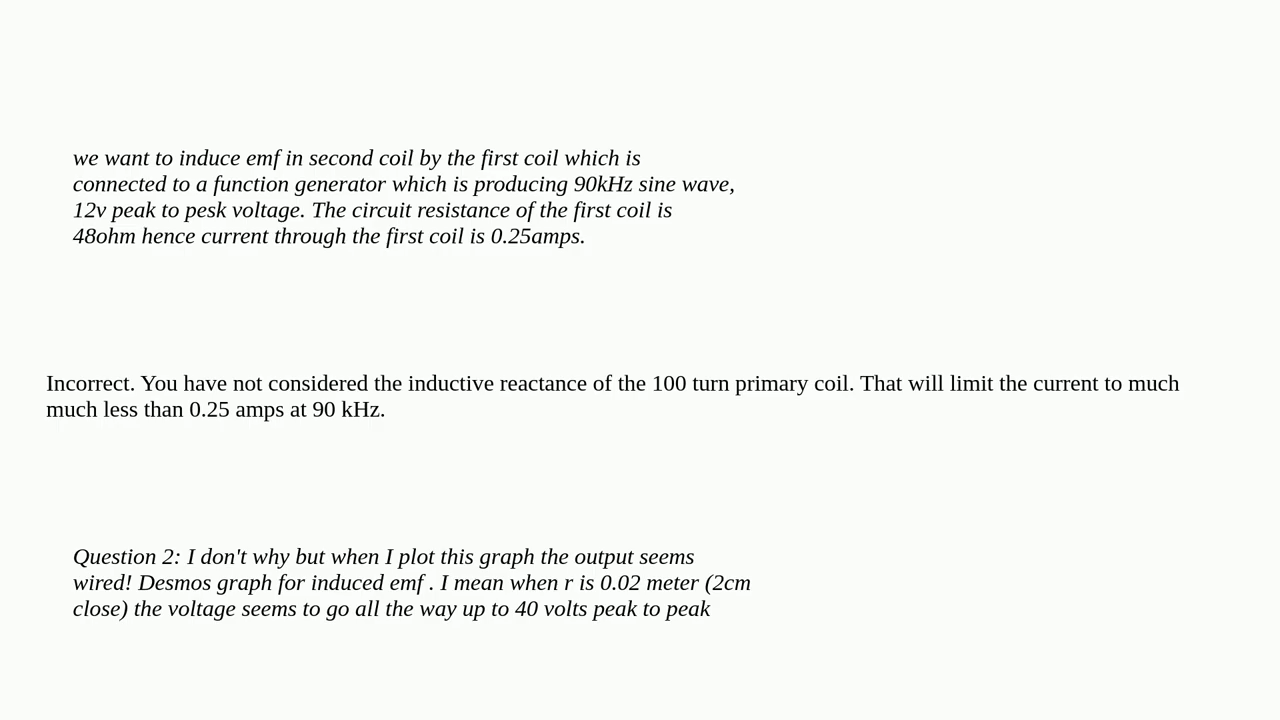 we want to induce emf in second coil by the first coil which is
connected to a function generator which is producing 90kHz sine wave,
12v peak to pesk voltage. The circuit resistance of the first coil is
48ohm hence current through the first coil is 0.25amps.
Incorrect. You have not considered the inductive reactance of the 100 turn primary coil. That will limit the current to much
much less than 0.25 amps at 90 kHz.
Question 2: I don't why but when I plot this graph the output seems
wired! Desmos graph for induced emf . I mean when r is 0.02 meter (2cm
close) the voltage seems to go all the way up to 40 volts peak to peak